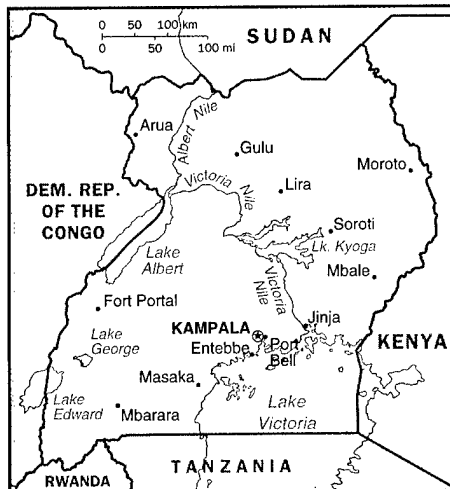 0 50 100 km
0 50 100 mi
SUDAN
Arua
Albert Nile
Gulu
Moroto
Victoria Nile
Lira
DEM. REP.
OF THE
CONGO
Soroti
Lk. Kyoga
Lake
Albert
Mbale
Victoria
Nile
Fort Portal
Jinja
KAMPALA
Entebbe
Port
Bell
KENYA
Lake
George
Masaka
Lake
Edward
Mbarara
Lake
Victoria
TANZANIA
RWANDA